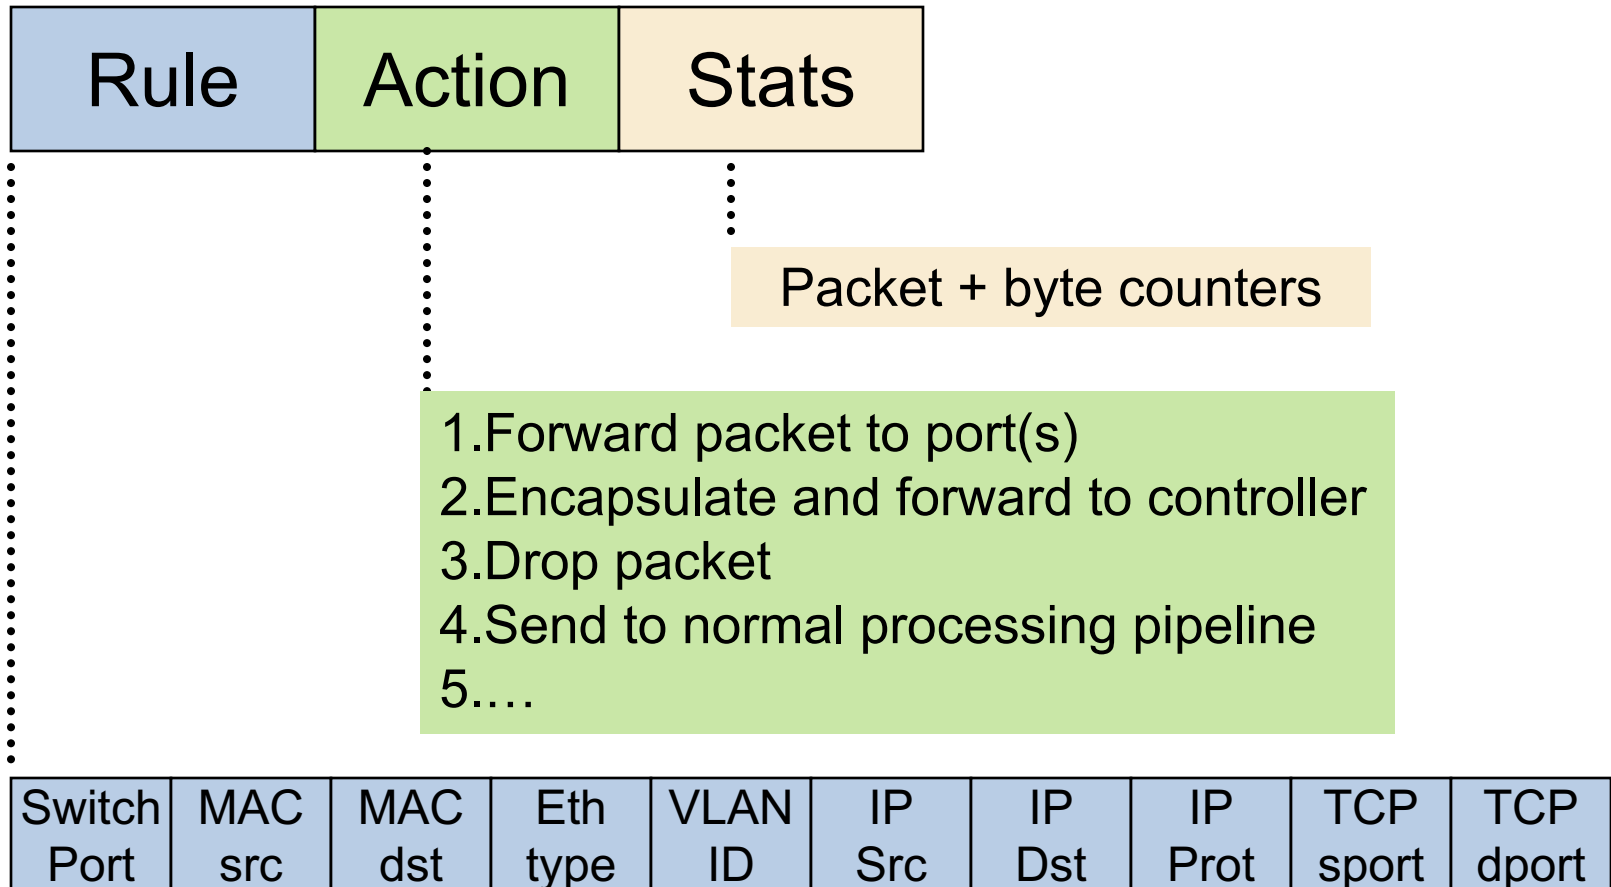 Rule Action Stats
Packet + byte counters
1.Forward packet to port(s)
2.Encapsulate and forward to controller
3.Drop packet
4.Send to normal processing pipeline
5.…
Switch Port
MAC src
MAC dst
Eth type
VLAN ID
IP Src
IP Dst
IP Prot
TCP sport
TCP dport